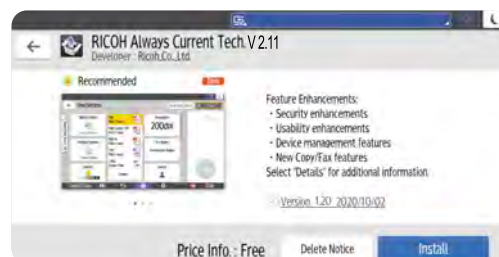 RICOH Always Current Tech. V 2.11
Developer : Ricoh Co., Ltd.
Recommended
200dpi
Feature Enhancements:
・Security enhancements
・Usability enhancements
・Device management features
・New Copy/Fax features
Select 'Details' for additional information.
Version 1.20 2020/10/02
Price Info. : Free
Delete Notice
Install